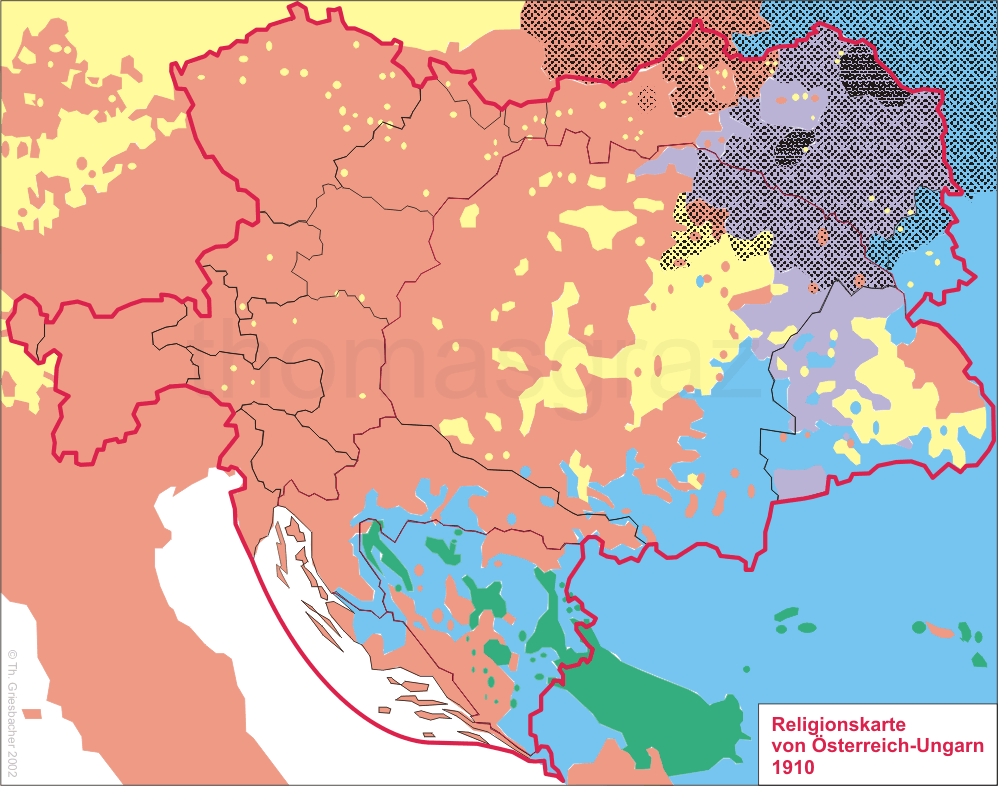 thomasgraz
© Th. Griesbacher 2002
Religionskarte
von Österreich-Ungarn
1910